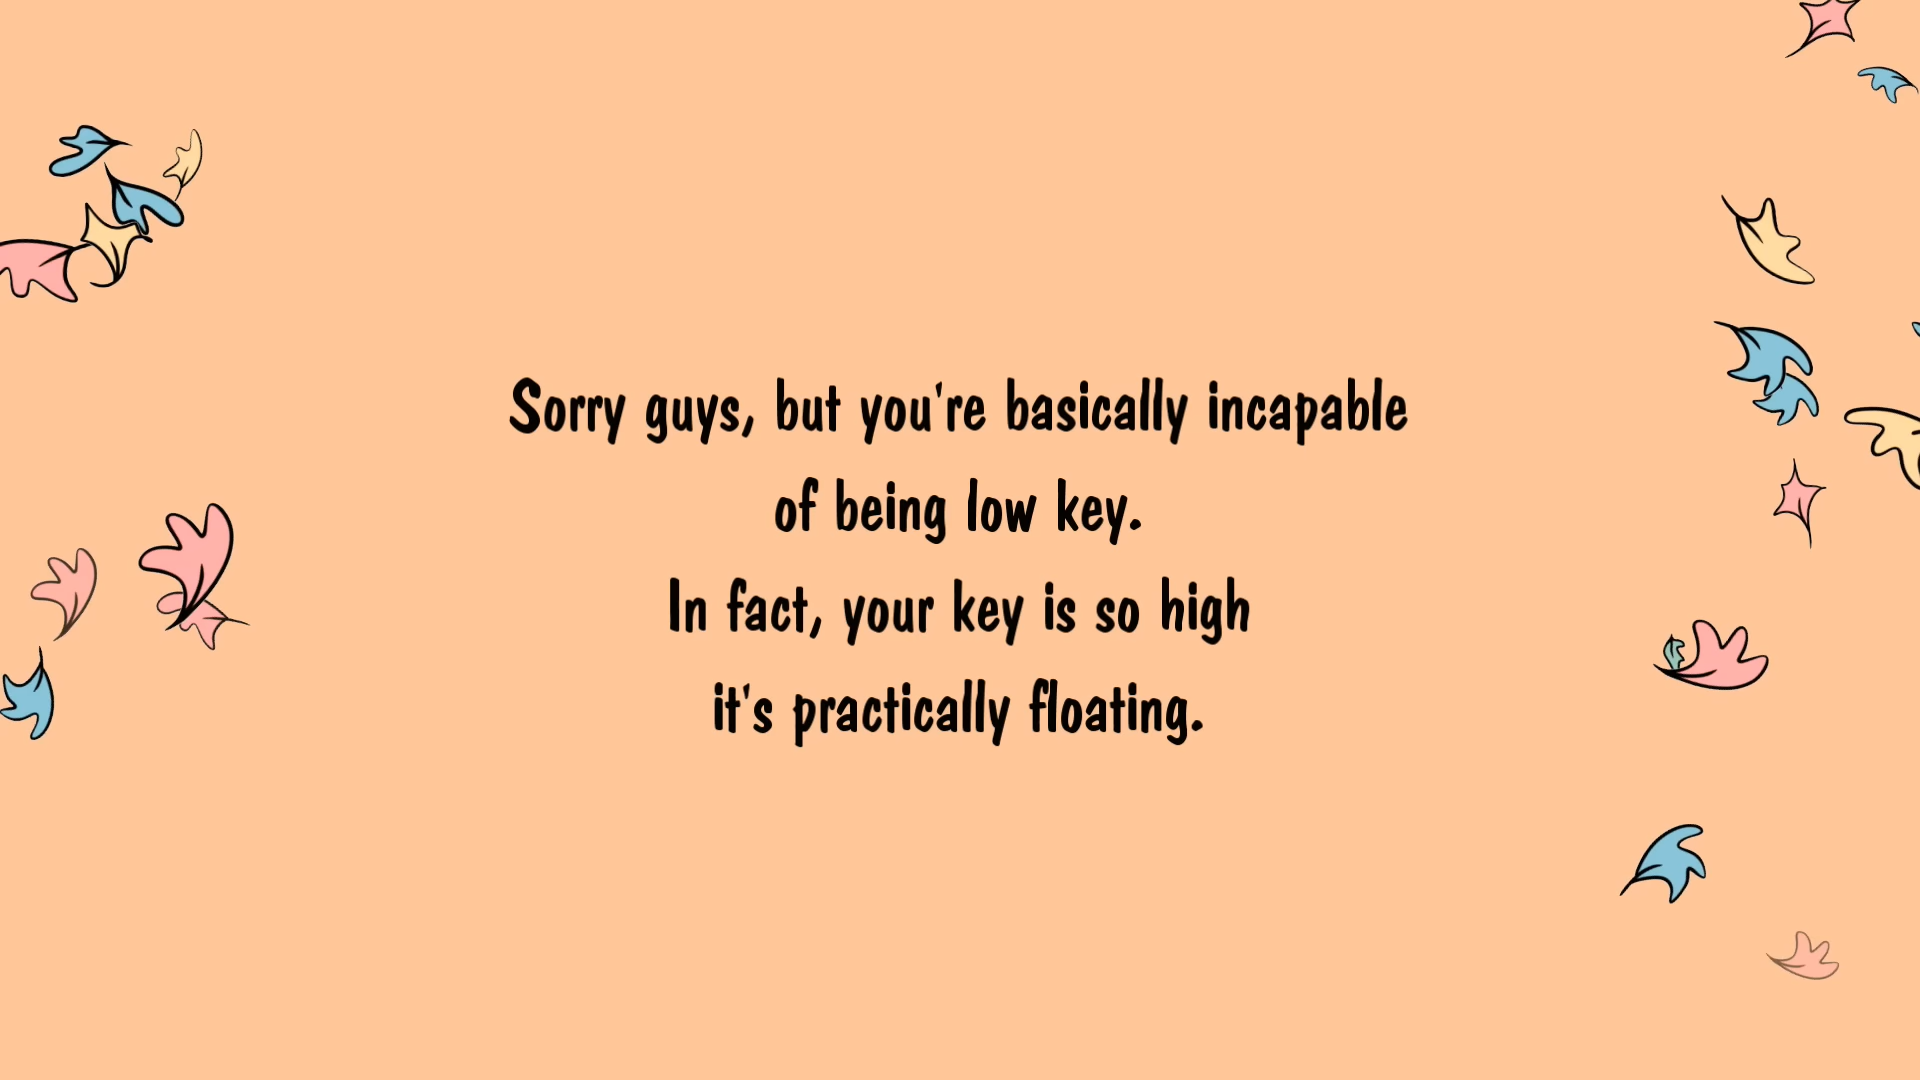 Sorry guys, but you're basically incapable
of being low key.
In fact, your key is so high
it's practically floating.